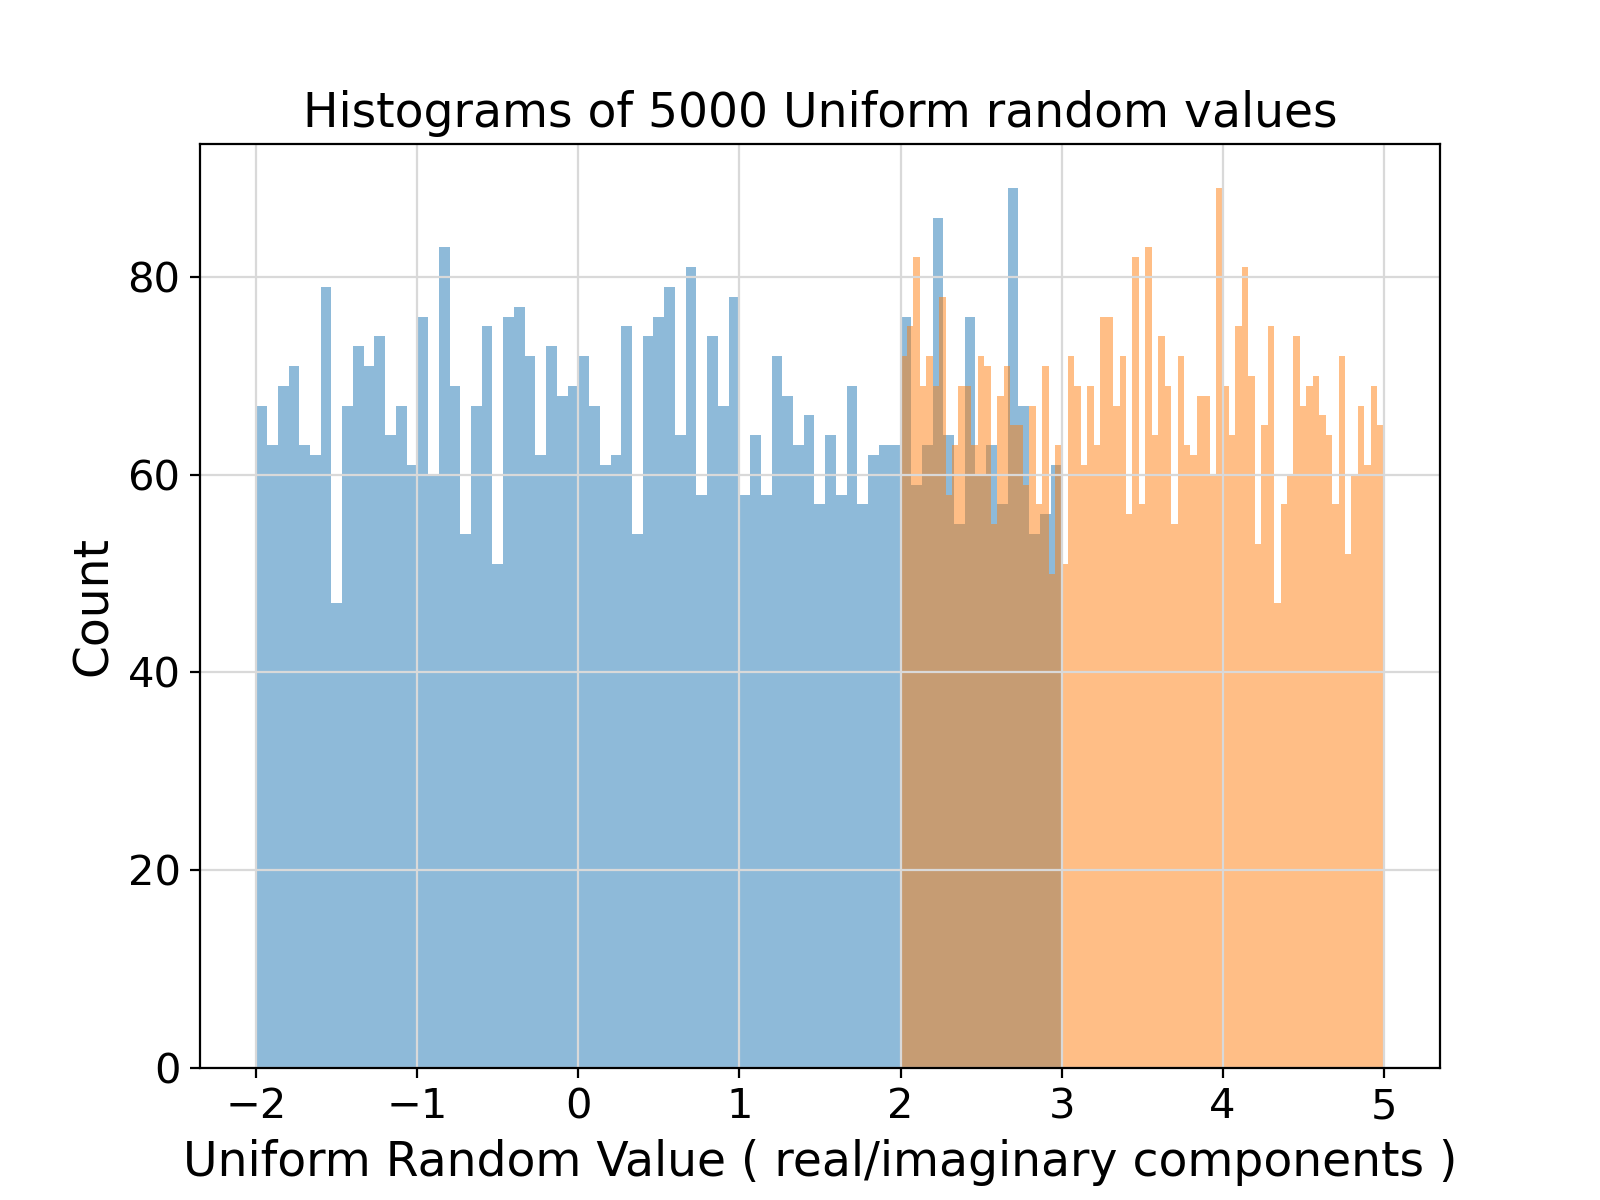 Histograms of 5000 Uniform random values
80
60
40
20
0
Count
−2 −1 0 1 2 3 4 5
Uniform Random Value ( real/imaginary components )